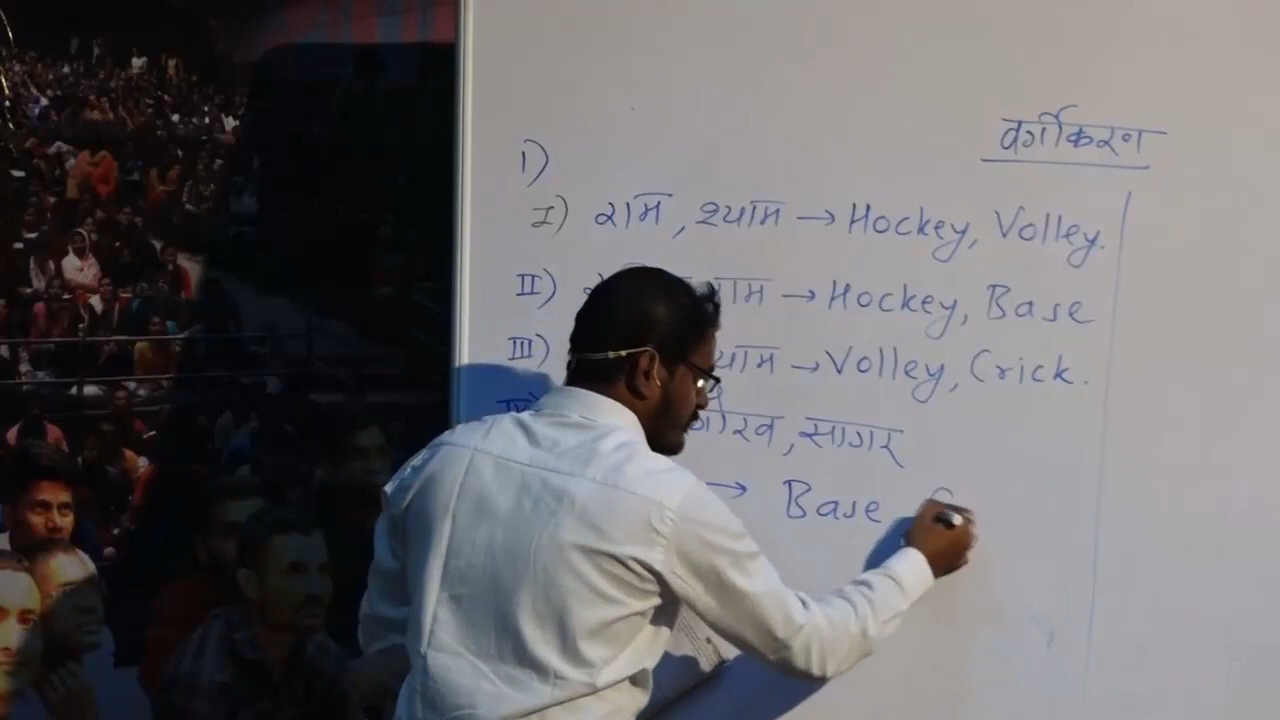 वर्गीकरण
1)
I) राम, श्याम → Hockey, Volley.
II) → Hockey, Base
III) → Volley, Crick.
गौरव, सागर
→ Base